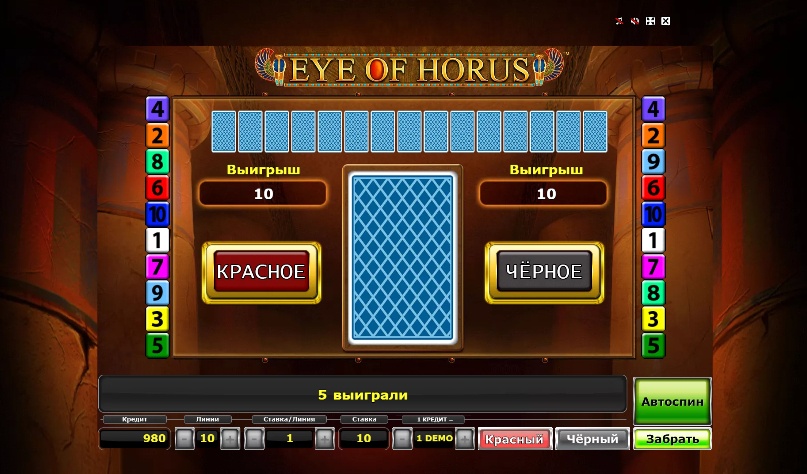 EYE OF HORUS
4 4
2 2
8 9
6 6
10 10
1 1
7 7
9 8
3 3
5 5
Выигрыш Выигрыш
10 10
КРАСНОЕ ЧЁРНОЕ
5 выиграли
Автоспин
Кредит Линии Ставка/Линия Ставка 1 КРЕДИТ =
980 - 10 + - 1 + 10 - 1 DEMO + Красный Чёрный Забрать